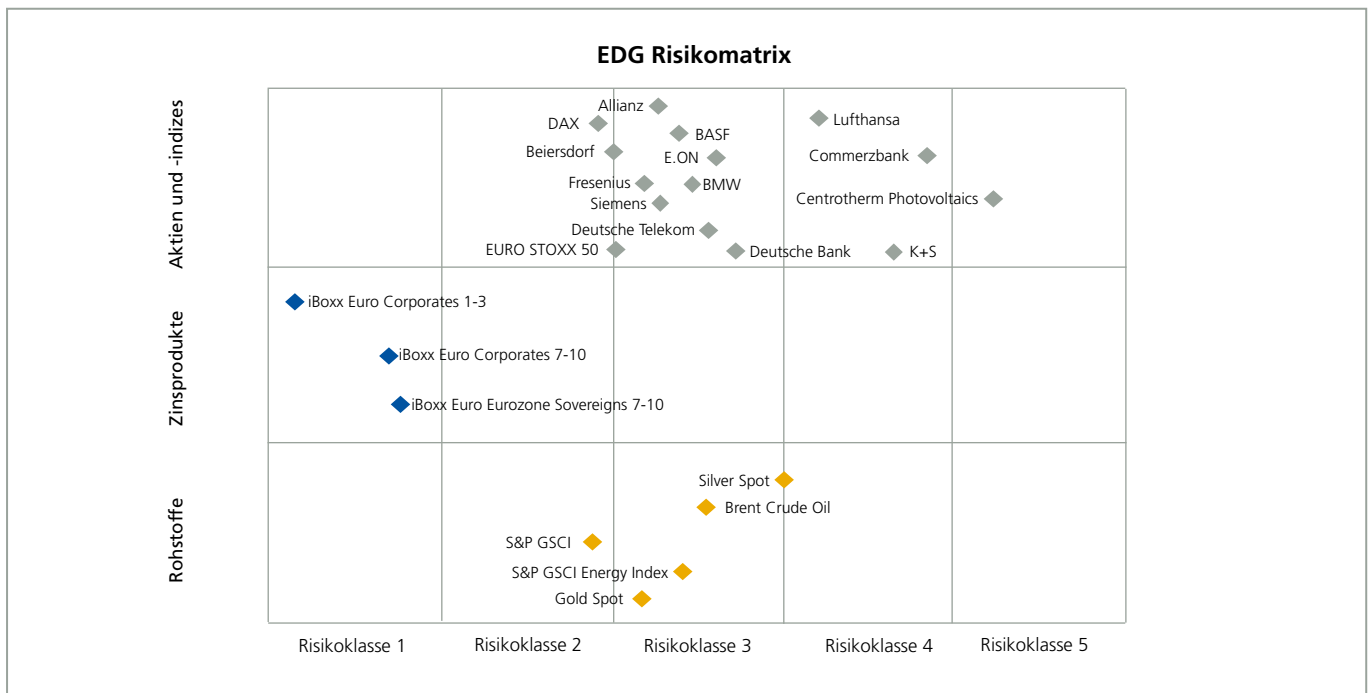 EDG Risikomatrix
Aktien und -indizes
Allianz
DAX
Lufthansa
BASF
Beiersdorf
E.ON
Commerzbank
Fresenius
BMW
Siemens
Centrotherm Photovoltaics
Deutsche Telekom
EURO STOXX 50
Deutsche Bank
K+S
Zinsprodukte
iBoxx Euro Corporates 1-3
iBoxx Euro Corporates 7-10
iBoxx Euro Eurozone Sovereigns 7-10
Rohstoffe
Silver Spot
Brent Crude Oil
S&P GSCI
S&P GSCI Energy Index
Gold Spot
Risikoklasse 1
Risikoklasse 2
Risikoklasse 3
Risikoklasse 4
Risikoklasse 5